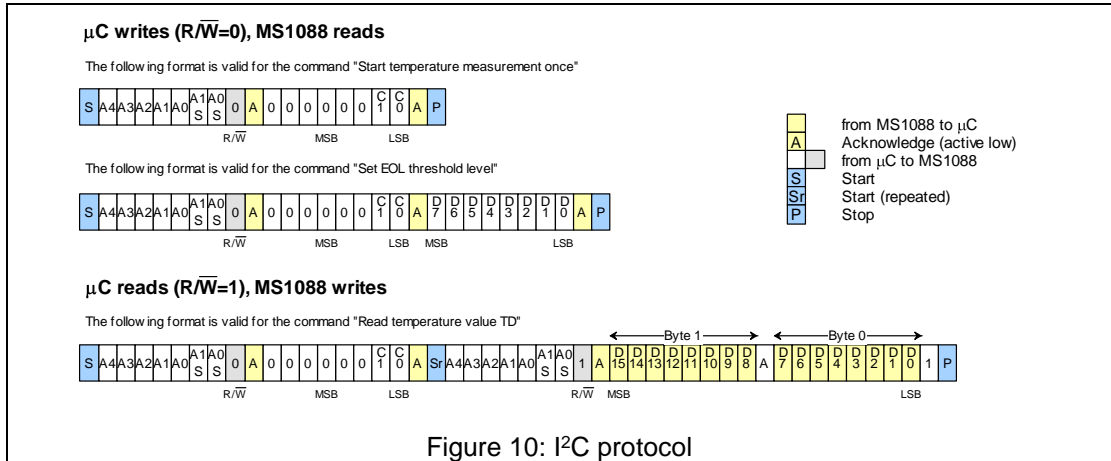 μC writes (R/W̅=0), MS1088 reads
The following format is valid for the command "Start temperature measurement once"
S A4 A3 A2 A1 A0 A1S A0S 0 A 0 0 0 0 0 0 C1 C0 A P
R/W̅ MSB LSB
The following format is valid for the command "Set EOL threshold level"
S A4 A3 A2 A1 A0 A1S A0S 0 A 0 0 0 0 0 0 C1 C0 A D7 D6 D5 D4 D3 D2 D1 D0 A P
R/W̅ MSB LSB MSB LSB
from MS1088 to μC
A Acknowledge (active low)
from μC to MS1088
S Start
Sr Start (repeated)
P Stop
μC reads (R/W̅=1), MS1088 writes
The following format is valid for the command "Read temperature value TD"
Byte 1 Byte 0
S A4 A3 A2 A1 A0 A1S A0S 0 A 0 0 0 0 0 0 C1 C0 A Sr A4 A3 A2 A1 A0 A1S A0S 1 A D15 D14 D13 D12 D11 D10 D9 D8 A D7 D6 D5 D4 D3 D2 D1 D0 1 P
R/W̅ MSB LSB R/W̅ MSB LSB
Figure 10: I²C protocol